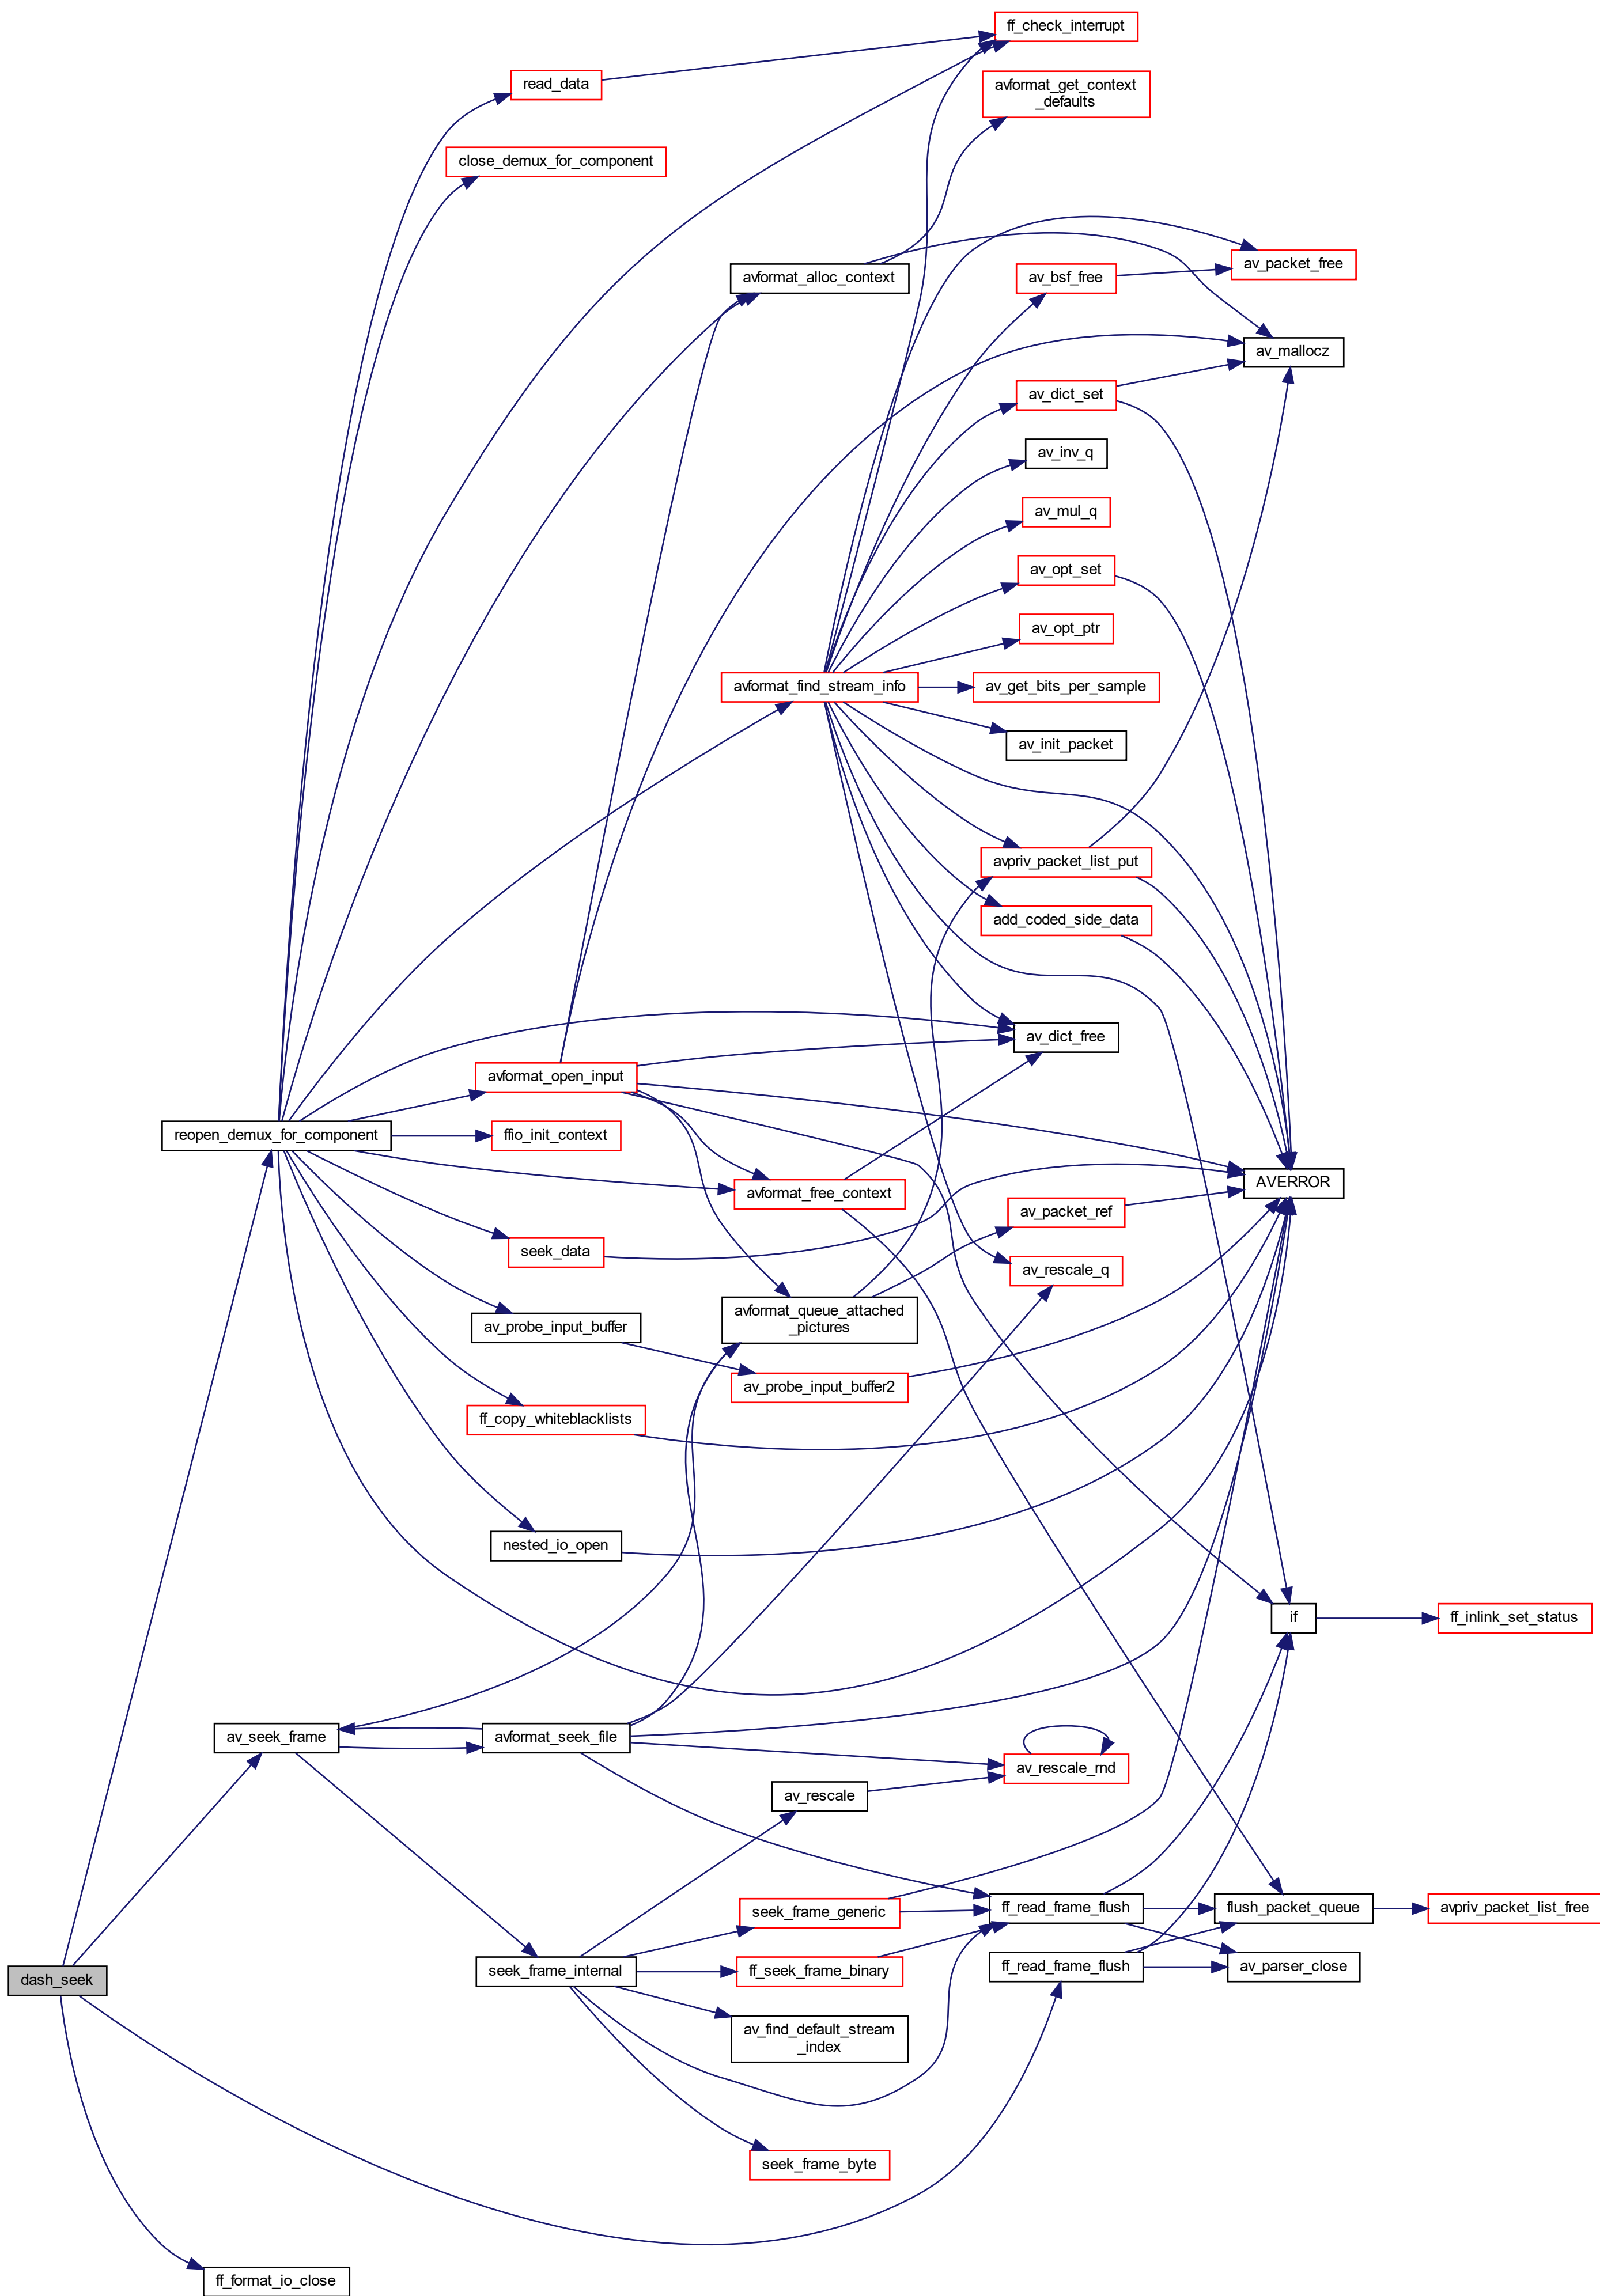 ff_check_interrupt
read_data
avformat_get_context
_defaults
close_demux_for_component
av_packet_free
avformat_alloc_context
av_bsf_free
av_mallocz
av_dict_set
av_inv_q
av_mul_q
av_opt_set
av_opt_ptr
avformat_find_stream_info
av_get_bits_per_sample
av_init_packet
avpriv_packet_list_put
add_coded_side_data
av_dict_free
avformat_open_input
reopen_demux_for_component
ffio_init_context
AVERROR
avformat_free_context
av_packet_ref
seek_data
av_rescale_q
avformat_queue_attached
_pictures
av_probe_input_buffer
av_probe_input_buffer2
ff_copy_whiteblacklists
nested_io_open
if
ff_inlink_set_status
av_seek_frame
avformat_seek_file
av_rescale_rnd
av_rescale
seek_frame_generic
ff_read_frame_flush
flush_packet_queue
avpriv_packet_list_free
dash_seek
seek_frame_internal
ff_seek_frame_binary
ff_read_frame_flush
av_parser_close
av_find_default_stream
_index
seek_frame_byte
ff_format_io_close